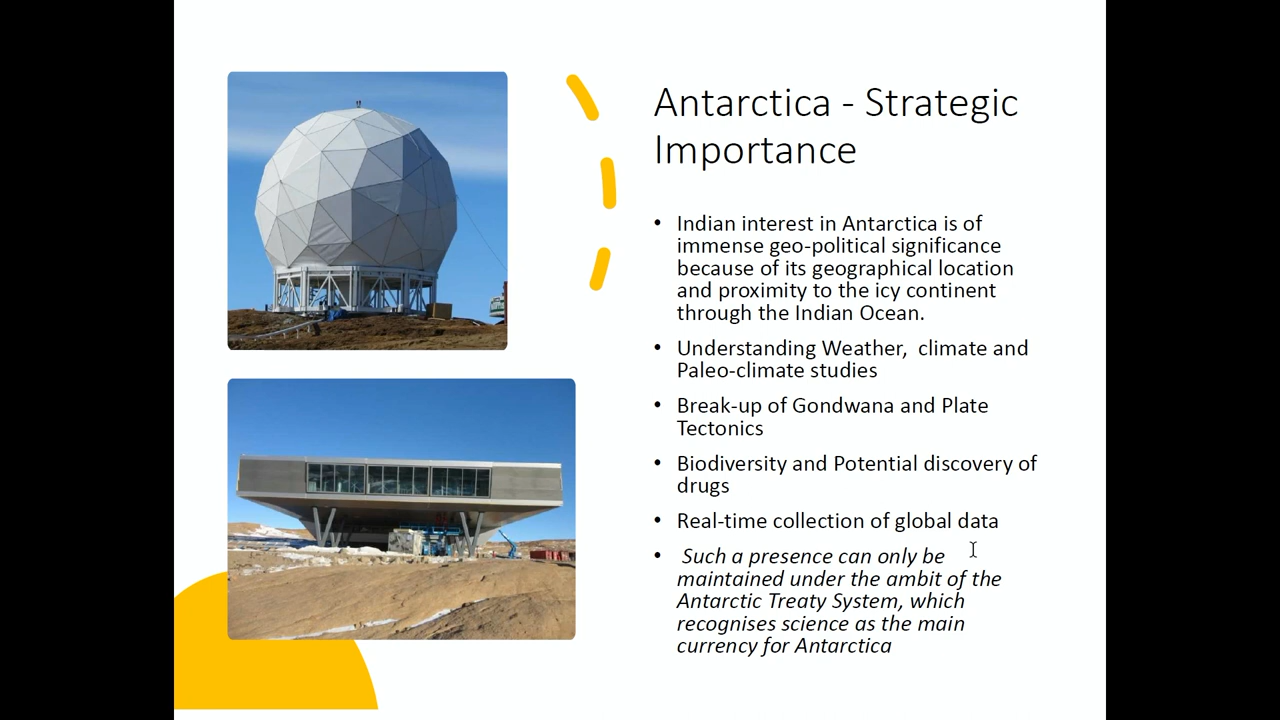 Antarctica - Strategic
Importance
• Indian interest in Antarctica is of
immense geo-political significance
because of its geographical location
and proximity to the icy continent
through the Indian Ocean.
• Understanding Weather,  climate and
Paleo-climate studies
• Break-up of Gondwana and Plate
Tectonics
• Biodiversity and Potential discovery of
drugs
• Real-time collection of global data
• Such a presence can only be
maintained under the ambit of the
Antarctic Treaty System, which
recognises science as the main
currency for Antarctica